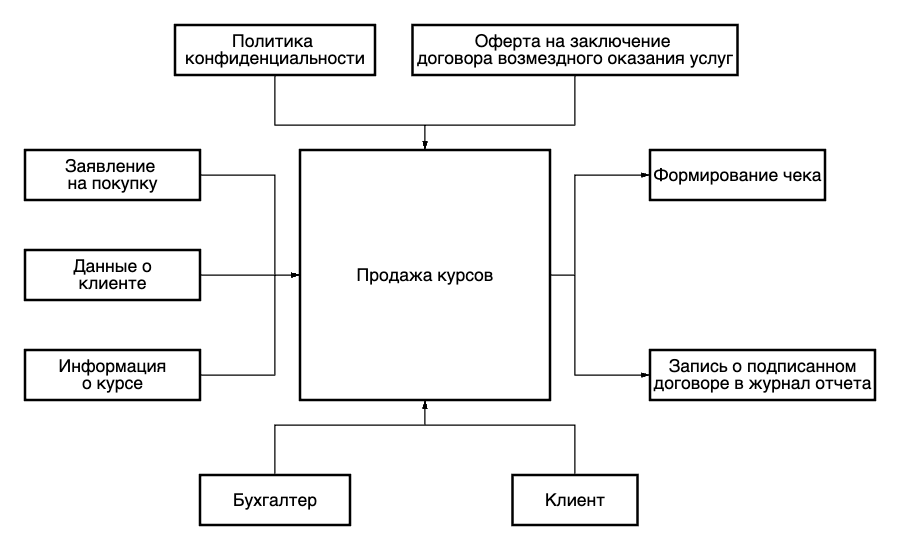 Политика
конфиденциальности
Оферта на заключение
договора возмездного оказания услуг
Заявление
на покупку
Формирование чека
Данные о
клиенте
Продажа курсов
Информация
о курсе
Запись о подписанном
договоре в журнал отчета
Бухгалтер
Клиент